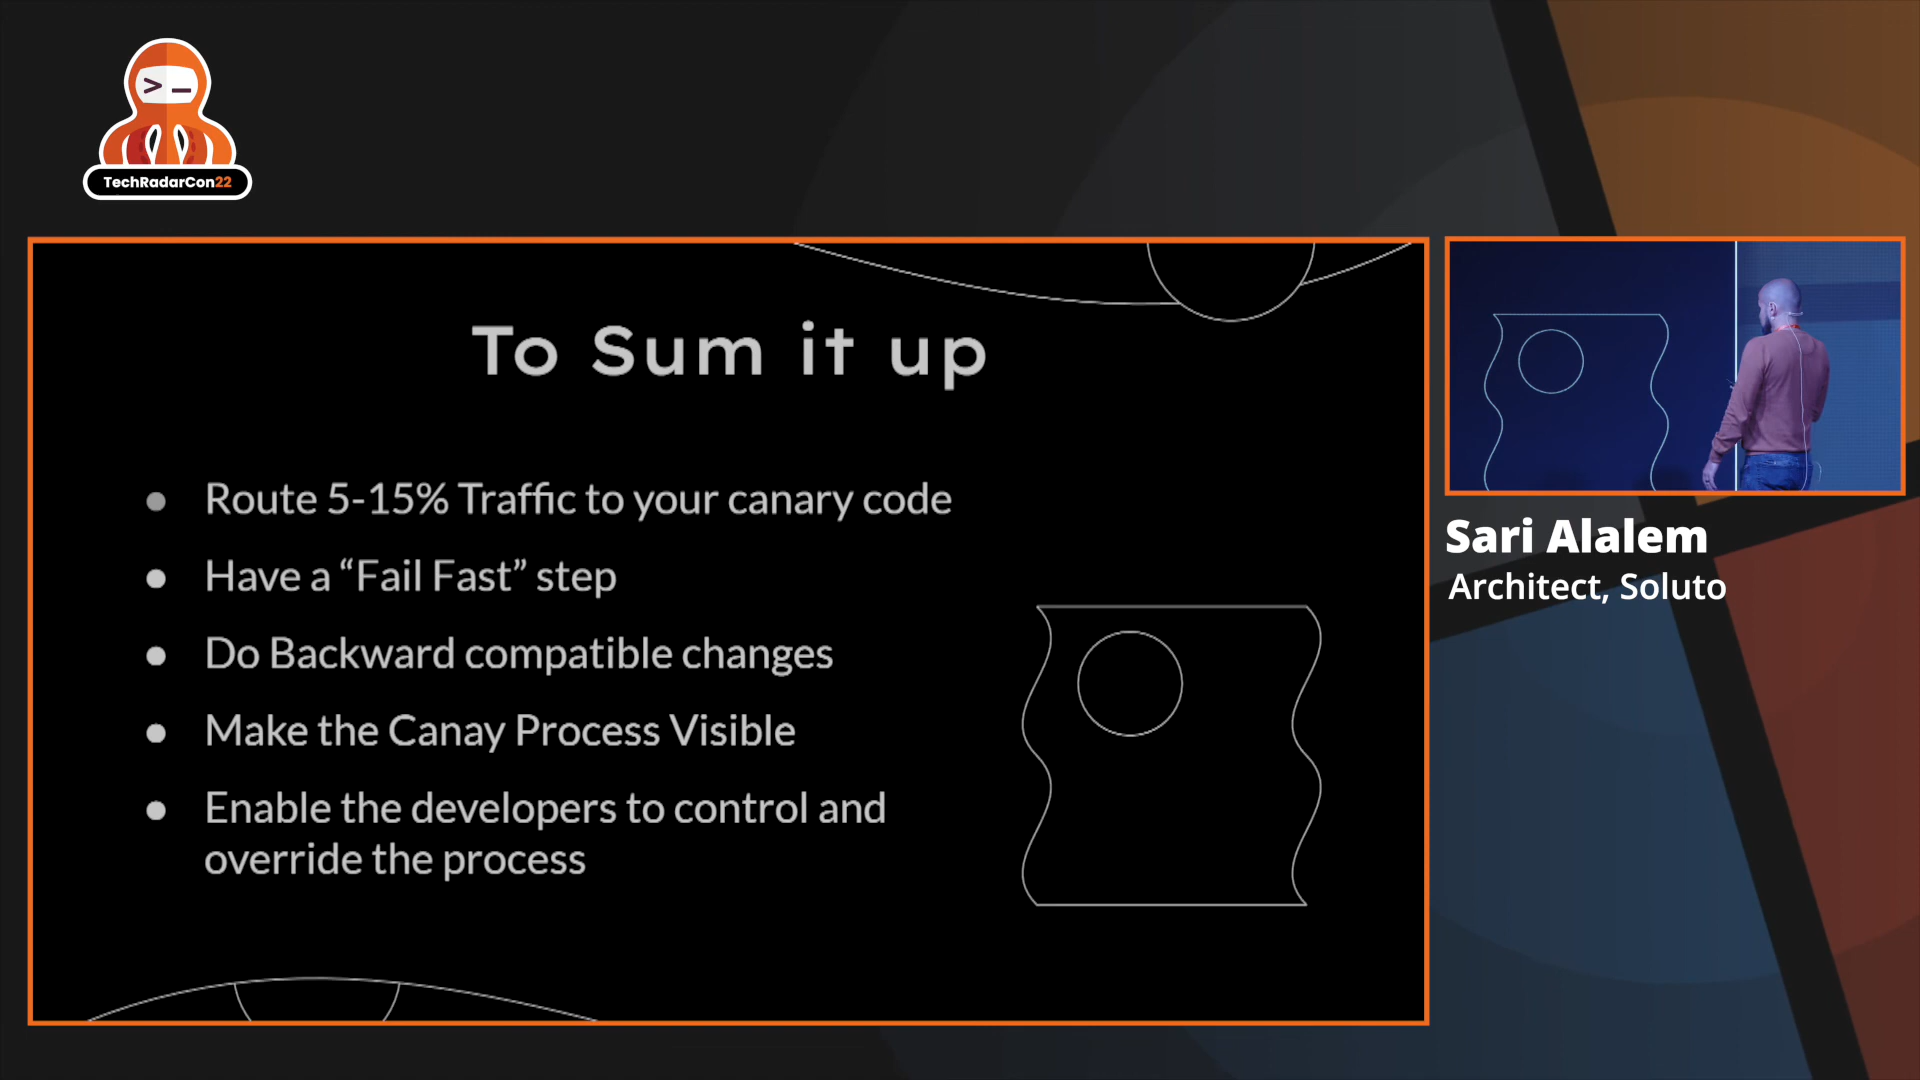 >_
TechRadarCon22
To Sum it up
● Route 5-15% Traffic to your canary code
● Have a “Fail Fast” step
● Do Backward compatible changes
● Make the Canay Process Visible
● Enable the developers to control and
override the process
Sari Alalem
Architect, Soluto